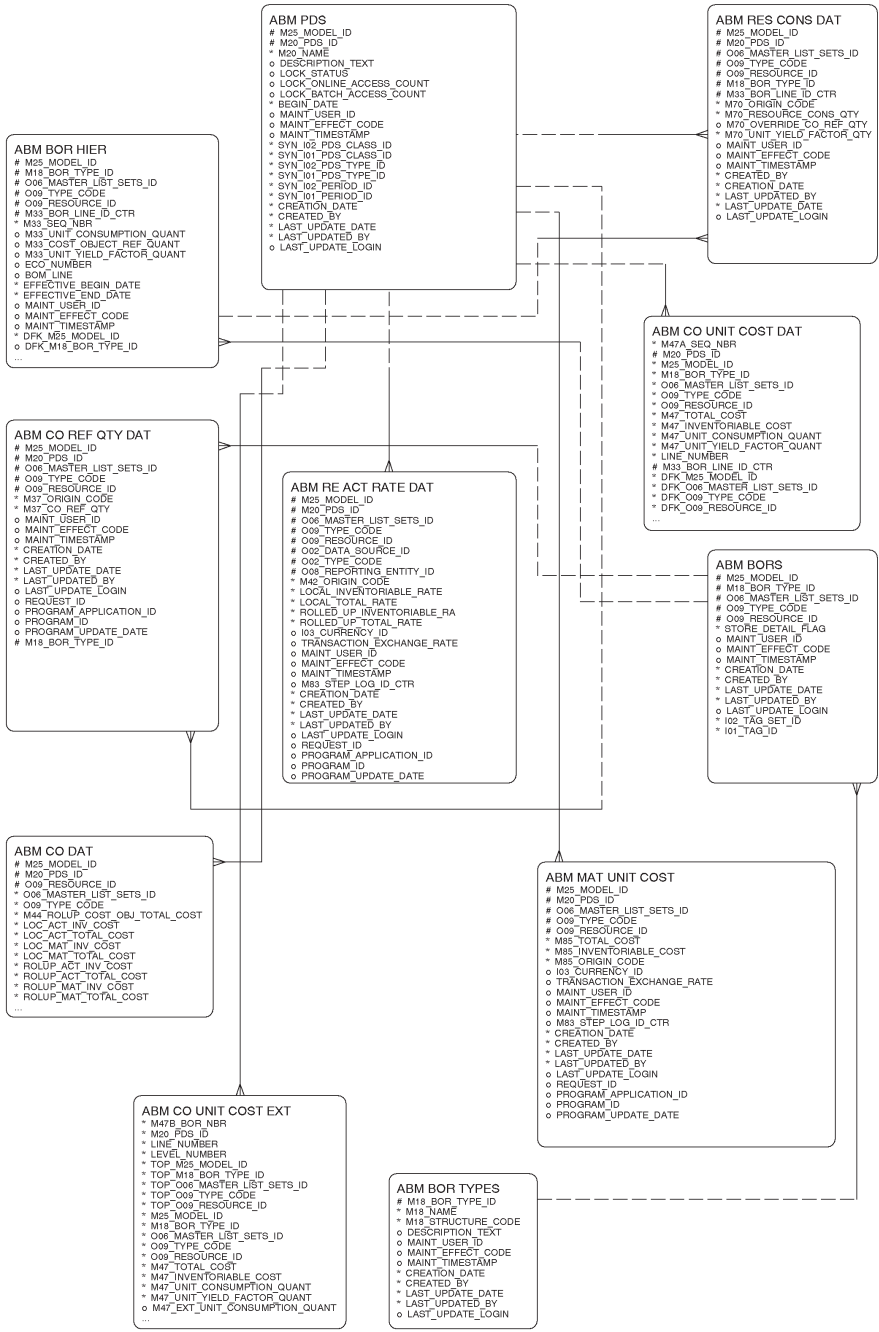 ABM PDS
# M25_MODEL_ID
# M20_PDS_ID
* M20_NAME
o DESCRIPTION_TEXT
o LOCK_STATUS
o LOCK_ONLINE_ACCESS_COUNT
o LOCK_BATCH_ACCESS_COUNT
* BEGIN_DATE
o MAINT_USER_ID
o MAINT_EFFECT_CODE
o MAINT_TIMESTAMP
* SYN_I02_PDS_CLASS_ID
* SYN_I01_PDS_CLASS_ID
* SYN_I02_PDS_TYPE_ID
* SYN_I01_PDS_TYPE_ID
* SYN_I02_PERIOD_ID
* SYN_I01_PERIOD_ID
* CREATION_DATE
* CREATED_BY
* LAST_UPDATE_DATE
* LAST_UPDATED_BY
o LAST_UPDATE_LOGIN
ABM RES CONS DAT
# M25_MODEL_ID
# M20_PDS_ID
# O06_MASTER_LIST_SETS_ID
# O09_TYPE_CODE
# O09_RESOURCE_ID
# M18_BOR_TYPE_ID
# M33_BOR_LINE_ID_CTR
* M70_ORIGIN_CODE
* M70_RESOURCE_CONS_QTY
o M70_OVERRIDE_CO_REF_QTY
* M70_UNIT_YIELD_FACTOR_QTY
o MAINT_USER_ID
o MAINT_EFFECT_CODE
o MAINT_TIMESTAMP
* CREATED_BY
* CREATION_DATE
* LAST_UPDATED_BY
* LAST_UPDATE_DATE
o LAST_UPDATE_LOGIN
ABM BOR HIER
# M25_MODEL_ID
# M18_BOR_TYPE_ID
# O06_MASTER_LIST_SETS_ID
# O09_TYPE_CODE
# O09_RESOURCE_ID
# M33_BOR_LINE_ID_CTR
* M33_SEQ_NBR
o M33_UNIT_CONSUMPTION_QUANT
o M33_COST_OBJECT_REF_QUANT
o M33_UNIT_YIELD_FACTOR_QUANT
o ECO_NUMBER
o BOM_LINE
* EFFECTIVE_BEGIN_DATE
* EFFECTIVE_END_DATE
o MAINT_USER_ID
o MAINT_EFFECT_CODE
o MAINT_TIMESTAMP
* DFK_M25_MODEL_ID
o DFK_M18_BOR_TYPE_ID
...
ABM CO UNIT COST DAT
* M47A_SEQ_NBR
# M20_PDS_ID
* M25_MODEL_ID
* M18_BOR_TYPE_ID
* O06_MASTER_LIST_SETS_ID
* O09_TYPE_CODE
* O09_RESOURCE_ID
* M47_TOTAL_COST
* M47_INVENTORIABLE_COST
* M47_UNIT_CONSUMPTION_QUANT
* M47_UNIT_YIELD_FACTOR_QUANT
* LINE_NUMBER
# M33_BOR_LINE_ID_CTR
* DFK_M25_MODEL_ID
* DFK_O06_MASTER_LIST_SETS_ID
* DFK_O09_TYPE_CODE
* DFK_O09_RESOURCE_ID
...
ABM CO REF QTY DAT
# M25_MODEL_ID
# M20_PDS_ID
# O06_MASTER_LIST_SETS_ID
# O09_TYPE_CODE
# O09_RESOURCE_ID
* M37_ORIGIN_CODE
* M37_CO_REF_QTY
o MAINT_USER_ID
o MAINT_EFFECT_CODE
o MAINT_TIMESTAMP
* CREATION_DATE
* CREATED_BY
* LAST_UPDATE_DATE
* LAST_UPDATED_BY
o LAST_UPDATE_LOGIN
o REQUEST_ID
o PROGRAM_APPLICATION_ID
o PROGRAM_ID
o PROGRAM_UPDATE_DATE
# M18_BOR_TYPE_ID
ABM RE ACT RATE DAT
# M25_MODEL_ID
# M20_PDS_ID
# O06_MASTER_LIST_SETS_ID
# O09_TYPE_CODE
# O09_RESOURCE_ID
# O02_DATA_SOURCE_ID
# O02_TYPE_CODE
# O08_REPORTING_ENTITY_ID
* M42_ORIGIN_CODE
* LOCAL_INVENTORIABLE_RATE
* LOCAL_TOTAL_RATE
* ROLLED_UP_INVENTORIABLE_RA
* ROLLED_UP_TOTAL_RATE
o I03_CURRENCY_ID
o TRANSACTION_EXCHANGE_RATE
o MAINT_USER_ID
o MAINT_EFFECT_CODE
o MAINT_TIMESTAMP
o M83_STEP_LOG_ID_CTR
* CREATION_DATE
* CREATED_BY
* LAST_UPDATE_DATE
* LAST_UPDATED_BY
o LAST_UPDATE_LOGIN
o REQUEST_ID
o PROGRAM_APPLICATION_ID
o PROGRAM_ID
o PROGRAM_UPDATE_DATE
ABM BORS
# M25_MODEL_ID
# M18_BOR_TYPE_ID
# O06_MASTER_LIST_SETS_ID
# O09_TYPE_CODE
# O09_RESOURCE_ID
* STORE_DETAIL_FLAG
o MAINT_USER_ID
o MAINT_EFFECT_CODE
o MAINT_TIMESTAMP
* CREATION_DATE
* CREATED_BY
* LAST_UPDATE_DATE
* LAST_UPDATED_BY
o LAST_UPDATE_LOGIN
* I02_TAG_SET_ID
* I01_TAG_ID
ABM CO DAT
# M25_MODEL_ID
# M20_PDS_ID
# O09_RESOURCE_ID
* O06_MASTER_LIST_SETS_ID
* O09_TYPE_CODE
* M44_ROLUP_COST_OBJ_TOTAL_COST
* LOC_ACT_INV_COST
* LOC_ACT_TOTAL_COST
* LOC_MAT_INV_COST
* LOC_MAT_TOTAL_COST
* ROLUP_ACT_INV_COST
* ROLUP_ACT_TOTAL_COST
* ROLUP_MAT_INV_COST
* ROLUP_MAT_TOTAL_COST
...
ABM MAT UNIT COST
# M25_MODEL_ID
# M20_PDS_ID
# O06_MASTER_LIST_SETS_ID
# O09_TYPE_CODE
# O09_RESOURCE_ID
* M85_TOTAL_COST
* M85_INVENTORIABLE_COST
* M85_ORIGIN_CODE
o I03_CURRENCY_ID
o TRANSACTION_EXCHANGE_RATE
o MAINT_USER_ID
o MAINT_EFFECT_CODE
o MAINT_TIMESTAMP
o M83_STEP_LOG_ID_CTR
* CREATION_DATE
* CREATED_BY
* LAST_UPDATE_DATE
* LAST_UPDATED_BY
o LAST_UPDATE_LOGIN
o REQUEST_ID
o PROGRAM_APPLICATION_ID
o PROGRAM_ID
o PROGRAM_UPDATE_DATE
ABM CO UNIT COST EXT
* M47B_BOR_NBR
* M20_PDS_ID
* LINE_NUMBER
* LEVEL_NUMBER
* TOP_M25_MODEL_ID
* TOP_M18_BOR_TYPE_ID
* TOP_O06_MASTER_LIST_SETS_ID
* TOP_O09_TYPE_CODE
* TOP_O09_RESOURCE_ID
* M25_MODEL_ID
* M18_BOR_TYPE_ID
* O06_MASTER_LIST_SETS_ID
* O09_TYPE_CODE
* O09_RESOURCE_ID
* M47_TOTAL_COST
* M47_INVENTORIABLE_COST
* M47_UNIT_CONSUMPTION_QUANT
* M47_UNIT_YIELD_FACTOR_QUANT
o M47_EXT_UNIT_CONSUMPTION_QUANT
...
ABM BOR TYPES
# M18_BOR_TYPE_ID
* M18_NAME
* M18_STRUCTURE_CODE
o DESCRIPTION_TEXT
o MAINT_USER_ID
o MAINT_EFFECT_CODE
o MAINT_TIMESTAMP
* CREATION_DATE
* CREATED_BY
* LAST_UPDATE_DATE
* LAST_UPDATED_BY
o LAST_UPDATE_LOGIN